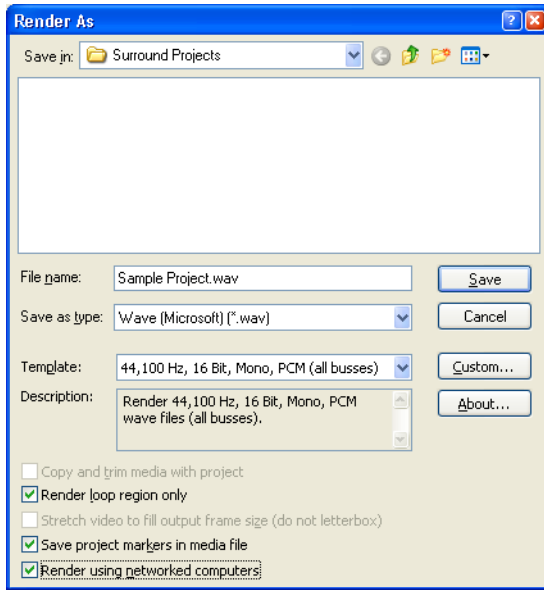 Render As
Save in: Surround Projects
File name: Sample Project.wav Save
Save as type: Wave (Microsoft) (*.wav) Cancel
Template: 44,100 Hz, 16 Bit, Mono, PCM (all busses) Custom...
Description: Render 44,100 Hz, 16 Bit, Mono, PCM About...
wave files (all busses).
Copy and trim media with project
Render loop region only
Stretch video to fill output frame size (do not letterbox)
Save project markers in media file
Render using networked computers